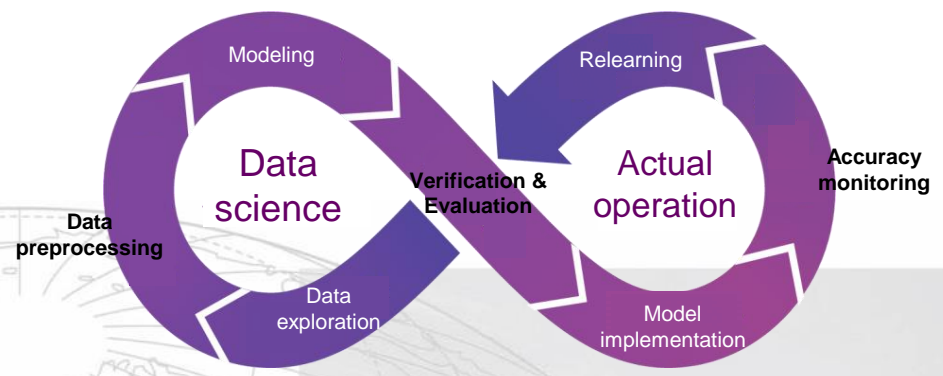 Modeling
Relearning
Data
science
Actual
operation
Verification &
Evaluation
Accuracy
monitoring
Data
preprocessing
Data
exploration
Model
implementation